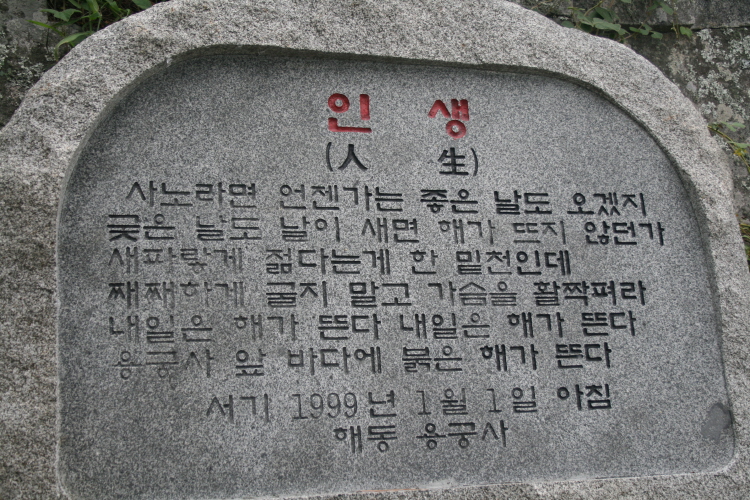 인 생
(人 生)
사노라면 언젠가는 좋은 날도 오겠지
궂은 날도 날이 새면 해가 뜨지 않던가
새파랗게 젊다는게 한 밑천인데
째째하게 굴지 말고 가슴을 활짝펴라
내일은 해가 뜬다 내일은 해가 뜬다
용궁사 앞 바다에 붉은 해가 뜬다
서기 1999년 1월 1일 아침
해동 용궁사